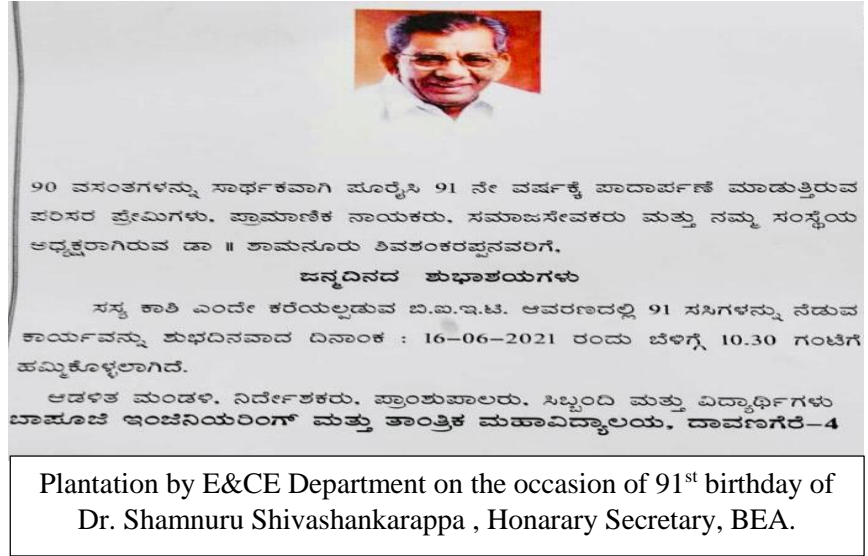 90 ವಸಂತಗಳನ್ನು ಸಾರ್ಥಕವಾಗಿ ಪೂರೈಸಿ 91 ನೇ ವರ್ಷಕ್ಕೆ ಪಾದಾರ್ಪಣೆ ಮಾಡುತ್ತಿರುವ
ಪರಿಸರ ಪ್ರೇಮಿಗಳು, ಪ್ರಾಮಾಣಿಕ ನಾಯಕರು, ಸಮಾಜಸೇವಕರು ಮತ್ತು ನಮ್ಮ ಸಂಸ್ಥೆಯ
ಅಧ್ಯಕ್ಷರಾಗಿರುವ ಡಾ ॥ ಶಾಮನೂರು ಶಿವಶಂಕರಪ್ಪನವರಿಗೆ,
ಜನ್ಮದಿನದ ಶುಭಾಶಯಗಳು
ಸಸ್ಯ ಕಾಶಿ ಎಂದೇ ಕರೆಯಲ್ಪಡುವ ಬಿ.ಐ.ಇ.ಟಿ. ಆವರಣದಲ್ಲಿ 91 ಸಸಿಗಳನ್ನು ನೆಡುವ
ಕಾರ್ಯವನ್ನು ಶುಭದಿನವಾದ ದಿನಾಂಕ : 16-06-2021 ರಂದು ಬೆಳಿಗ್ಗೆ 10.30 ಗಂಟೆಗೆ
ಹಮ್ಮಿಕೊಳ್ಳಲಾಗಿದೆ.
ಆಡಳಿತ ಮಂಡಳಿ, ನಿರ್ದೇಶಕರು, ಪ್ರಾಂಶುಪಾಲರು, ಸಿಬ್ಬಂದಿ ಮತ್ತು ವಿದ್ಯಾರ್ಥಿಗಳು
ಬಾಪೂಜಿ ಇಂಜಿನಿಯರಿಂಗ್ ಮತ್ತು ತಾಂತ್ರಿಕ ಮಹಾವಿದ್ಯಾಲಯ, ದಾವಣಗೆರೆ-4
Plantation by E&CE Department on the occasion of 91st birthday of
Dr. Shamnuru Shivashankarappa , Honarary Secretary, BEA.